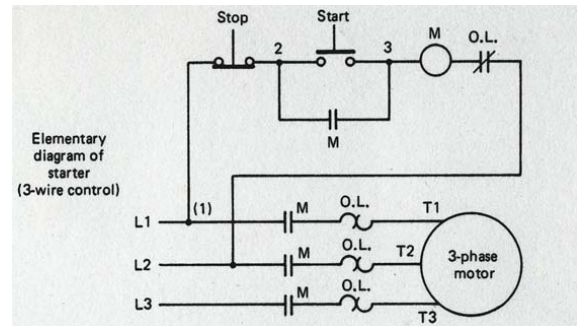 Stop
Start
2
3
M
O.L.
M
Elementary
diagram of
starter
(3-wire control)
(1)
L1
M
O.L.
T1
L2
M
O.L.
T2
3-phase
motor
L3
M
O.L.
T3